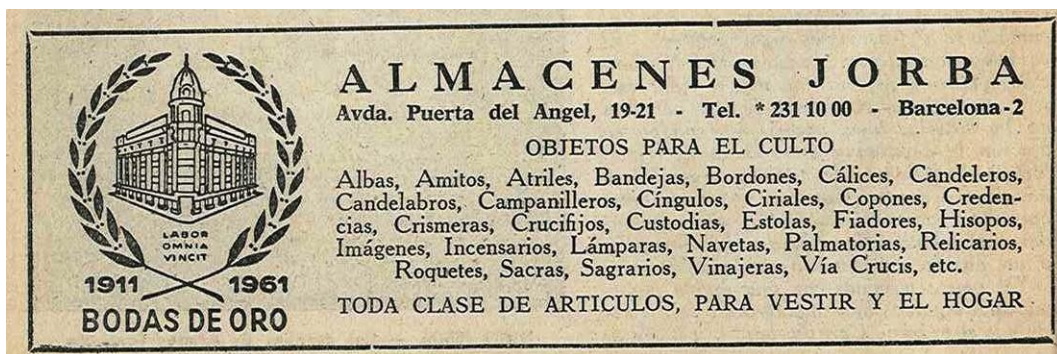 LABOR
OMNIA
VINCIT
1911 1961
BODAS DE ORO
ALMACENES JORBA
Avda. Puerta del Angel, 19-21 - Tel. *231 10 00 - Barcelona-2
OBJETOS PARA EL CULTO
Albas, Amitos, Atriles, Bandejas, Bordones, Cálices, Candeleros,
Candelabros, Campanilleros, Cíngulos, Ciriales, Copones, Creden-
cias, Crismeras, Crucifijos, Custodias, Estolas, Fiadores, Hisopos,
Imágenes, Incensarios, Lámparas, Navetas, Palmatorias, Relicarios,
Roquetes, Sacras, Sagrarios, Vinajeras, Vía Crucis, etc.
TODA CLASE DE ARTICULOS, PARA VESTIR Y EL HOGAR